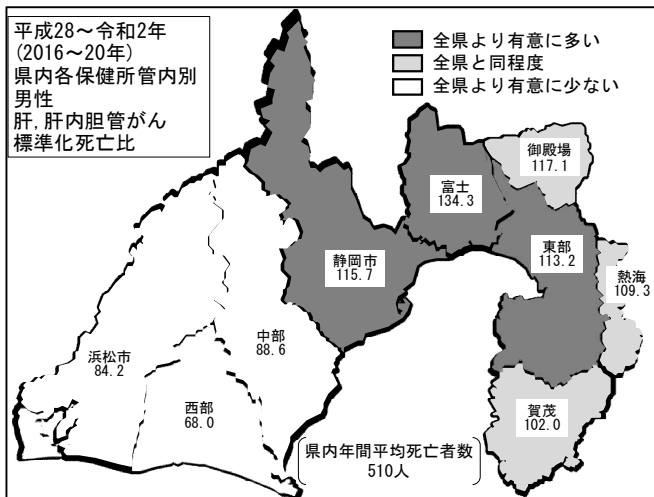 平成28～令和2年
(2016～20年)
県内各保健所管内別
男性
肝,肝内胆管がん
標準化死亡比
全県より有意に多い
全県と同程度
全県より有意に少ない
御殿場
117.1
富士
134.3
東部
113.2
熱海
109.3
静岡市
115.7
中部
88.6
浜松市
84.2
西部
68.0
賀茂
102.0
県内年間平均死亡者数
510人